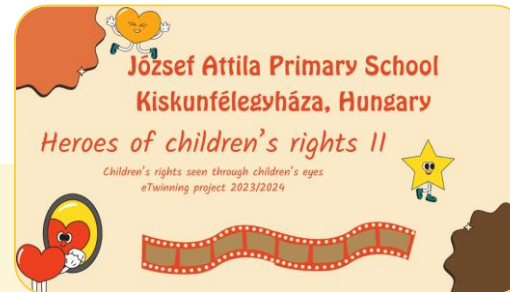 József Attila Primary School
Kiskunfélegyháza, Hungary
Heroes of children's rights II
Children's rights seen through children's eyes
eTwinning project 2023/2024